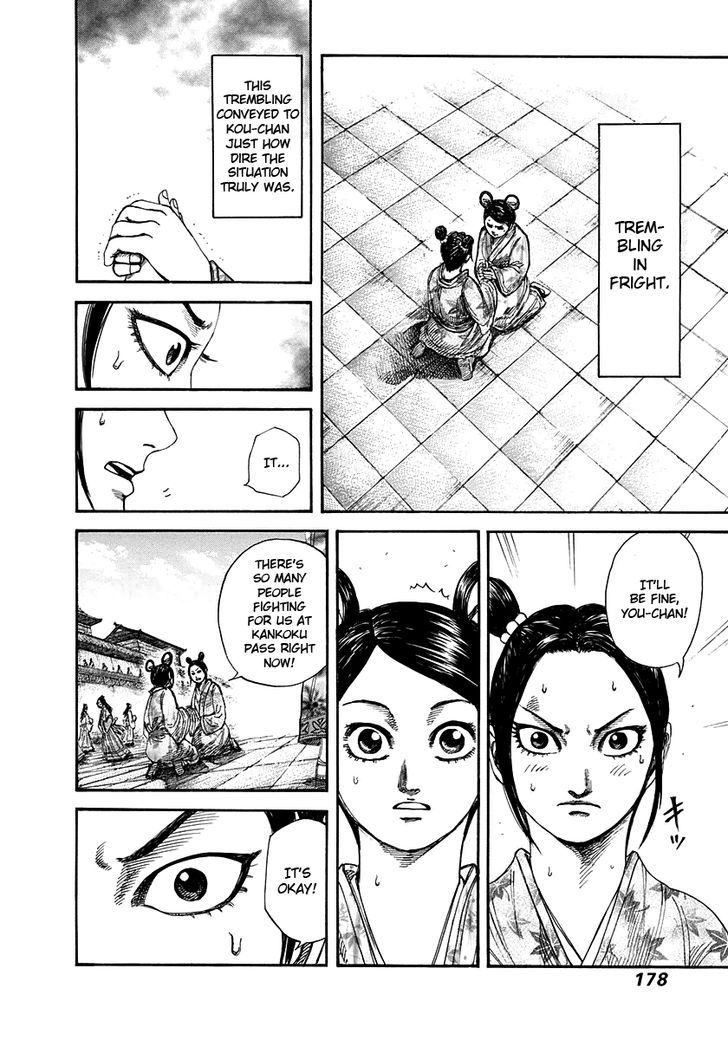 TREM-
BLING
IN
FRIGHT.
THIS
TREMBLING
CONVEYED TO
KOU-CHAN
JUST HOW
DIRE THE
SITUATION
TRULY WAS.
IT...
IT'LL
BE FINE,
YOU-CHAN!
キッ
THERE'S
SO MANY
PEOPLE
FIGHTING
FOR US AT
KANKOKU
PASS RIGHT
NOW!
IT'S
OKAY!
178